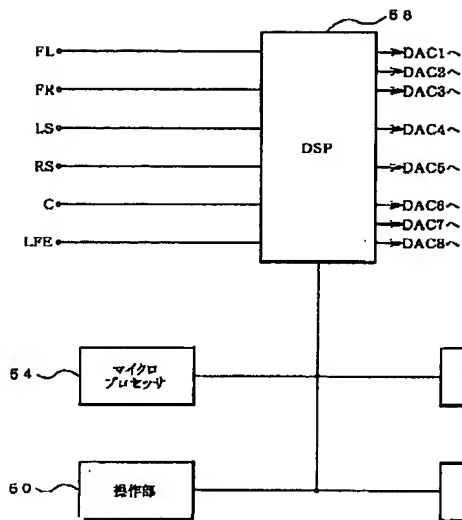 58
FL
FR
LS
RS
C
LFE
DSP
DAC1へ
DAC2へ
DAC3へ
DAC4へ
DAC5へ
DAC6へ
DAC7へ
DAC8へ
54
マイクロ
プロセッサ
50
操作部